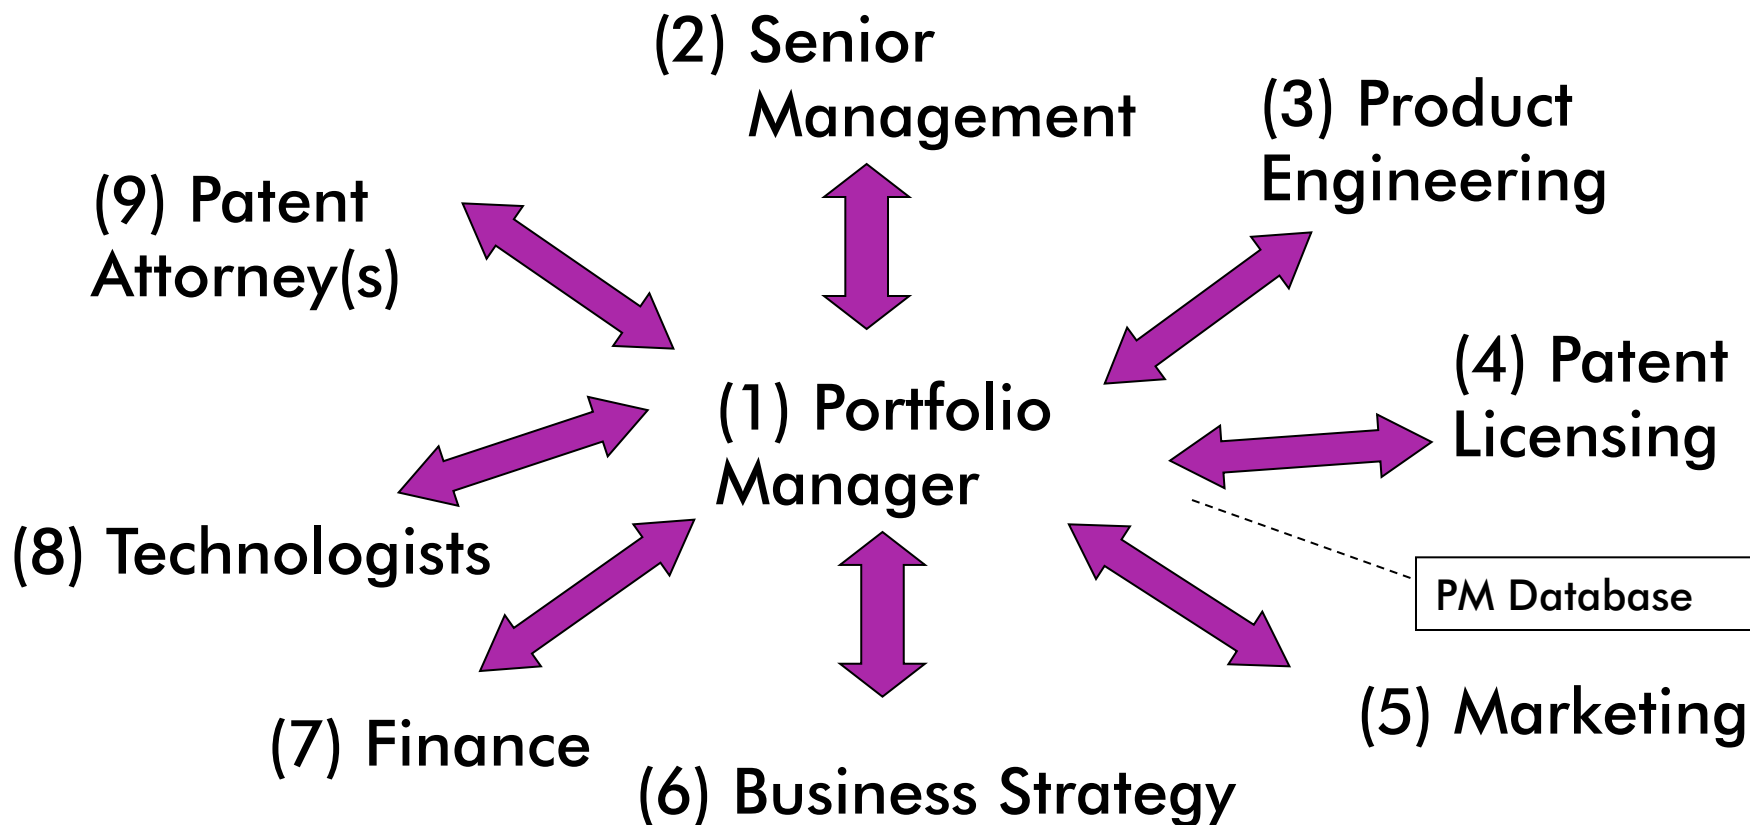 (2) Senior
Management
(3) Product
Engineering
(9) Patent
Attorney(s)
(4) Patent
Licensing
(1) Portfolio
Manager
(8) Technologists
PM Database
(5) Marketing
(7) Finance
(6) Business Strategy